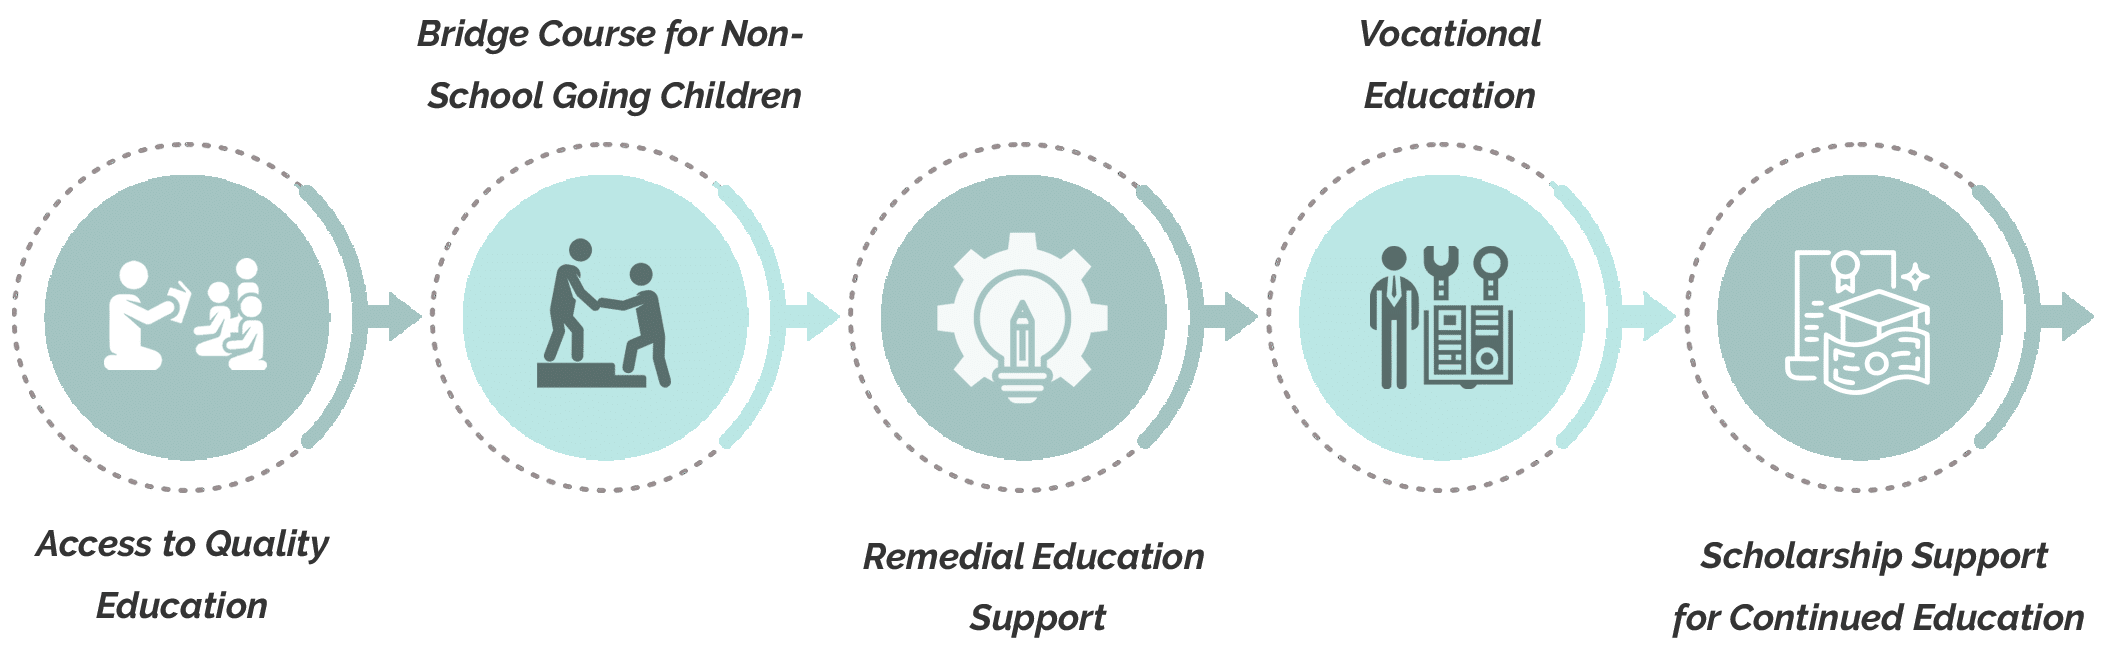 Access to Quality
Education
Bridge Course for Non-
School Going Children
Remedial Education
Support
Vocational
Education
Scholarship Support
for Continued Education